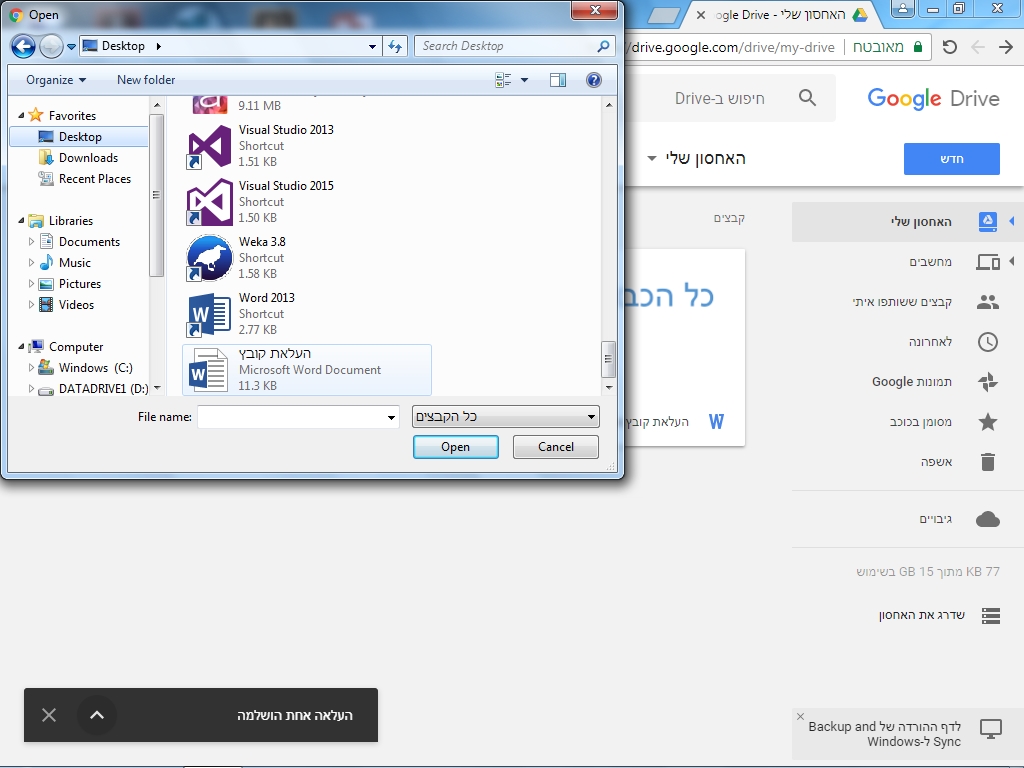 Open
Desktop
Search Desktop
Organize
New folder
Favorites
Desktop
Downloads
Recent Places
Libraries
Documents
Music
Pictures
Videos
Computer
Windows (C:)
DATADRIVE1 (D:)
9.11 MB
Visual Studio 2013
Shortcut
1.51 KB
Visual Studio 2015
Shortcut
1.50 KB
Weka 3.8
Shortcut
1.58 KB
Word 2013
Shortcut
2.77 KB
העלאת קובץ
Microsoft Word Document
11.3 KB
File name:
כל הקבצים
Open
Cancel
האחסון שלי - ogle Drive
מאובטח
/drive.google.com/drive/my-drive
Google Drive
חיפוש ב-Drive
חדש
האחסון שלי
קבצים
כל הכב
העלאת קובץ
האחסון שלי
מחשבים
קבצים ששותפו איתי
לאחרונה
תמונות Google
מסומן בכוכב
אשפה
גיבויים
77 KB מתוך 15 GB בשימוש
שדרג את האחסון
לדף ההורדה של Backup and
Sync ל-Windows
העלאה אחת הושלמה